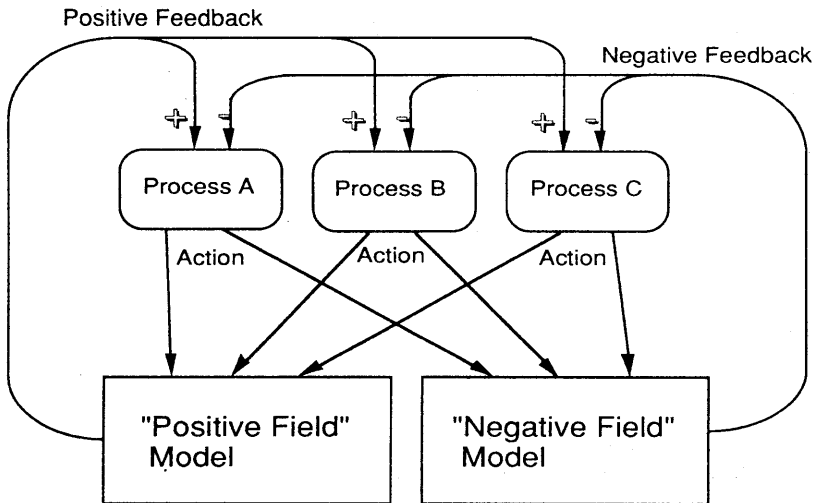 Positive Feedback
Negative Feedback
+ - + - + -
Process A
Process B
Process C
Action
Action
Action
"Positive Field"
Model
"Negative Field"
Model